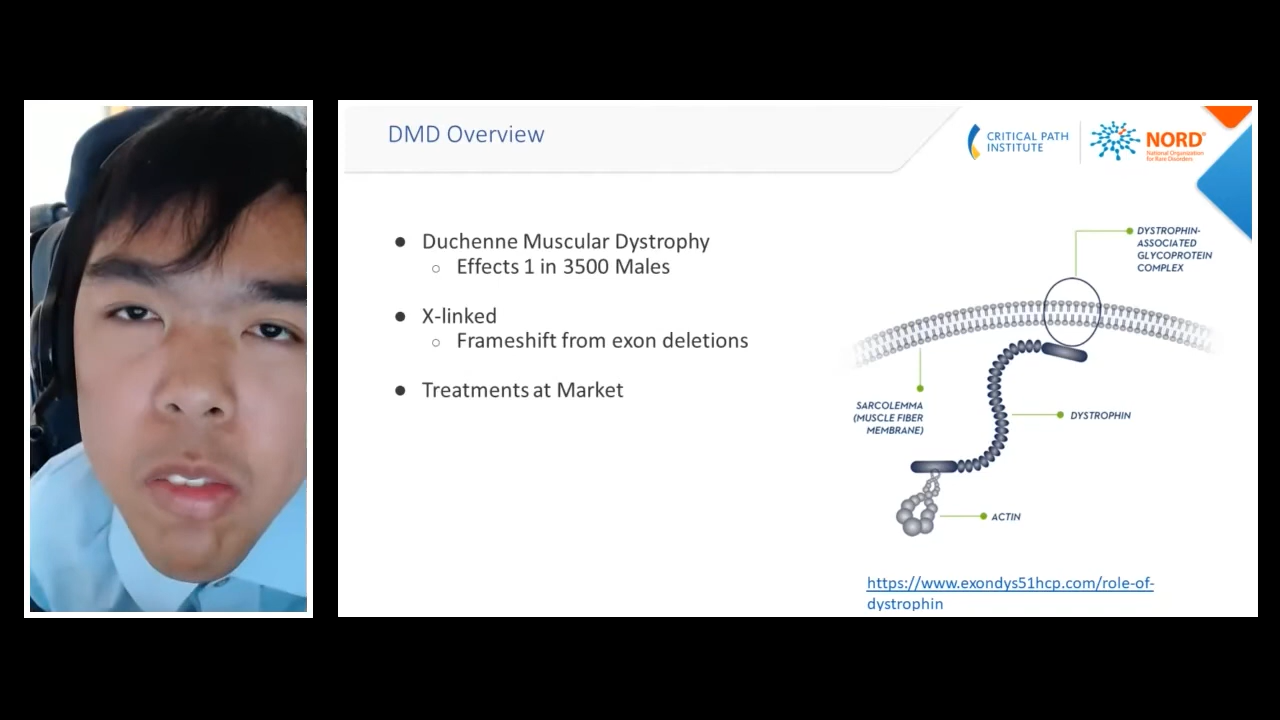 DMD Overview
CRITICAL PATH
INSTITUTE
NORD®
National Organization
for Rare Disorders
● Duchenne Muscular Dystrophy
○ Effects 1 in 3500 Males
● X-linked
○ Frameshift from exon deletions
● Treatments at Market
DYSTROPHIN-
ASSOCIATED
GLYCOPROTEIN
COMPLEX
SARCOLEMMA
(MUSCLE FIBER
MEMBRANE)
DYSTROPHIN
ACTIN
https://www.exondys51hcp.com/role-of-
dystrophin